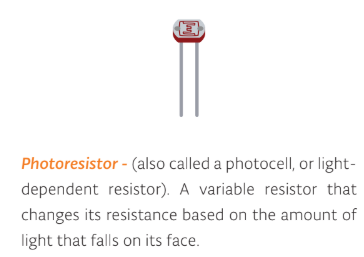 Photoresistor - (also called a photocell, or light-
dependent resistor). A variable resistor that
changes its resistance based on the amount of
light that falls on its face.